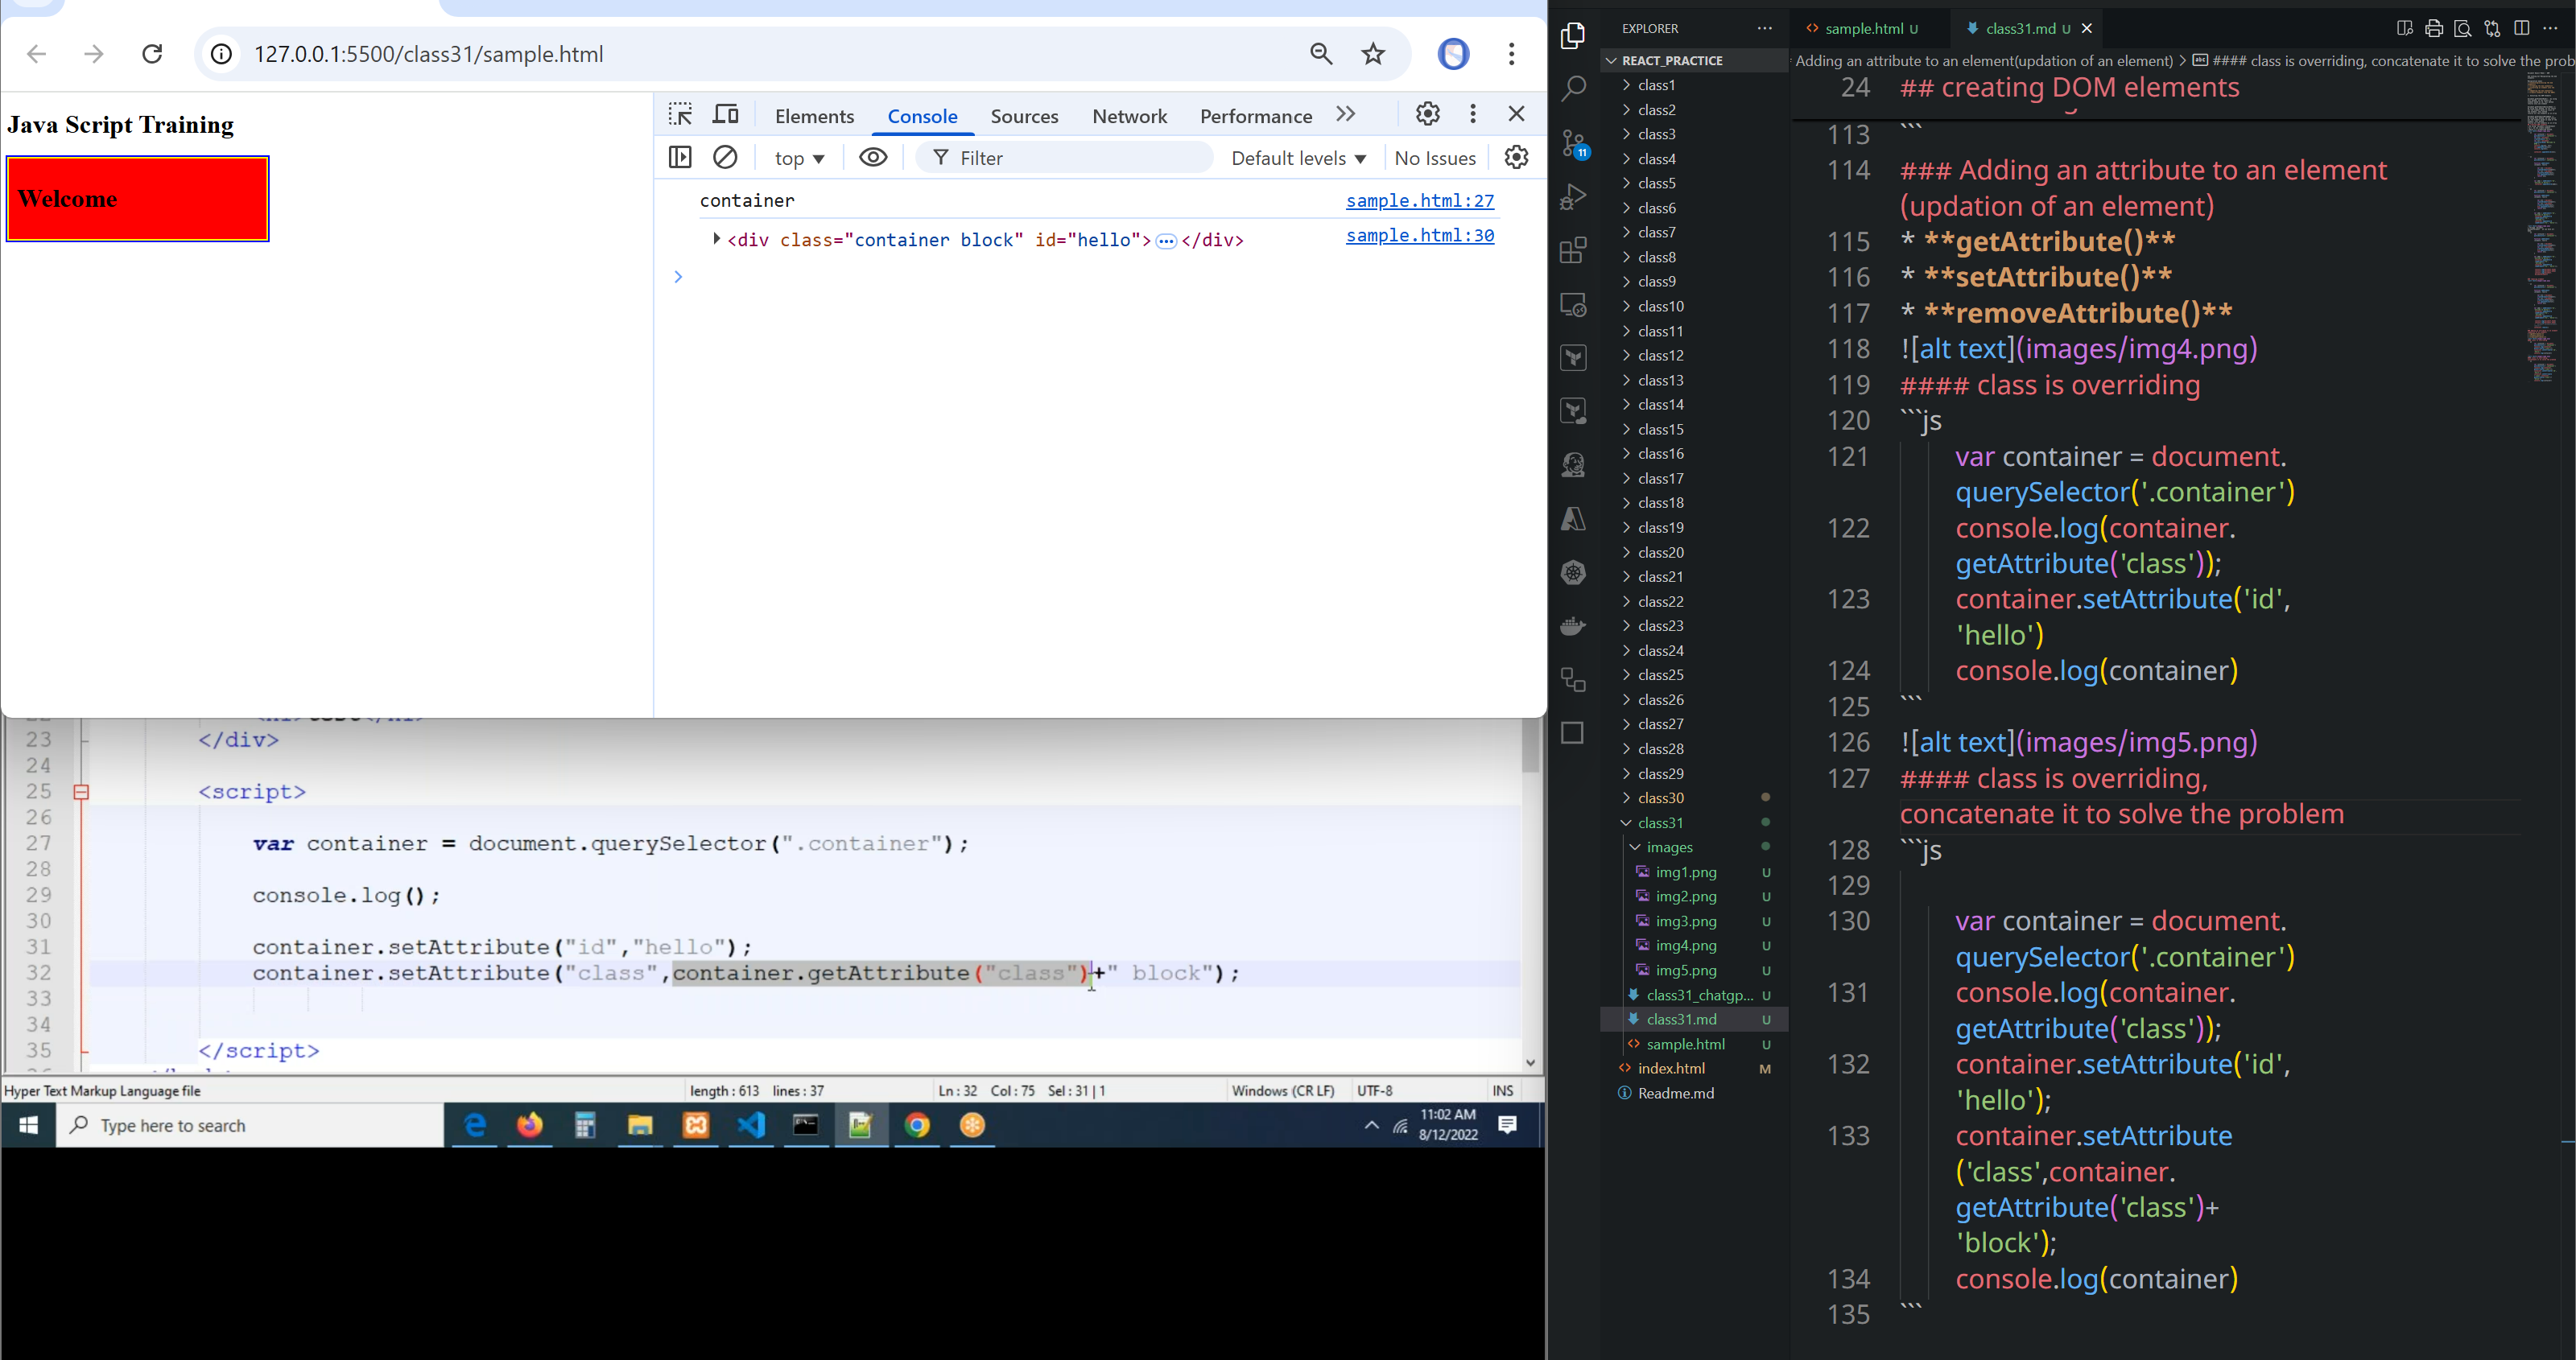 127.0.0.1:5500/class31/sample.html
Java Script Training
Welcome
Elements Console Sources Network Performance
top Filter Default levels No Issues
container sample.html:27
<div class="container block" id="hello">…</div> sample.html:30
23 </div>
24
25 <script>
26
27 var container = document.querySelector(".container");
28
29 console.log();
30
31 container.setAttribute("id","hello");
32 container.setAttribute("class",container.getAttribute("class")+" block");
33
34
35 </script>
Hyper Text Markup Language file length : 613 lines : 37 Ln : 32 Col : 75 Sel : 31 | 1 Windows (CR LF) UTF-8 INS
Type here to search
11:02 AM
8/12/2022
EXPLORER
REACT_PRACTICE
class1
class2
class3
class4
class5
class6
class7
class8
class9
class10
class11
class12
class13
class14
class15
class16
class17
class18
class19
class20
class21
class22
class23
class24
class25
class26
class27
class28
class29
class30
class31
images
img1.png U
img2.png U
img3.png U
img4.png U
img5.png U
class31_chatgp... U
class31.md U
sample.html U
index.html M
Readme.md
11
sample.html U class31.md U
Adding an attribute to an element(updation of an element) > #### class is overriding, concatenate it to solve the prob
24 ## creating DOM elements
113 ```
114 ### Adding an attribute to an element
(updation of an element)
115 * **getAttribute()**
116 * **setAttribute()**
117 * **removeAttribute()**
118 ![alt text](images/img4.png)
119 #### class is overriding
120 ```js
121 var container = document.
querySelector('.container')
122 console.log(container.
getAttribute('class'));
123 container.setAttribute('id',
'hello')
124 console.log(container)
125 ```
126 ![alt text](images/img5.png)
127 #### class is overriding,
concatenate it to solve the problem
128 ```js
129
130 var container = document.
querySelector('.container')
131 console.log(container.
getAttribute('class'));
132 container.setAttribute('id',
'hello');
133 container.setAttribute
('class',container.
getAttribute('class')+
'block');
134 console.log(container)
135 ```